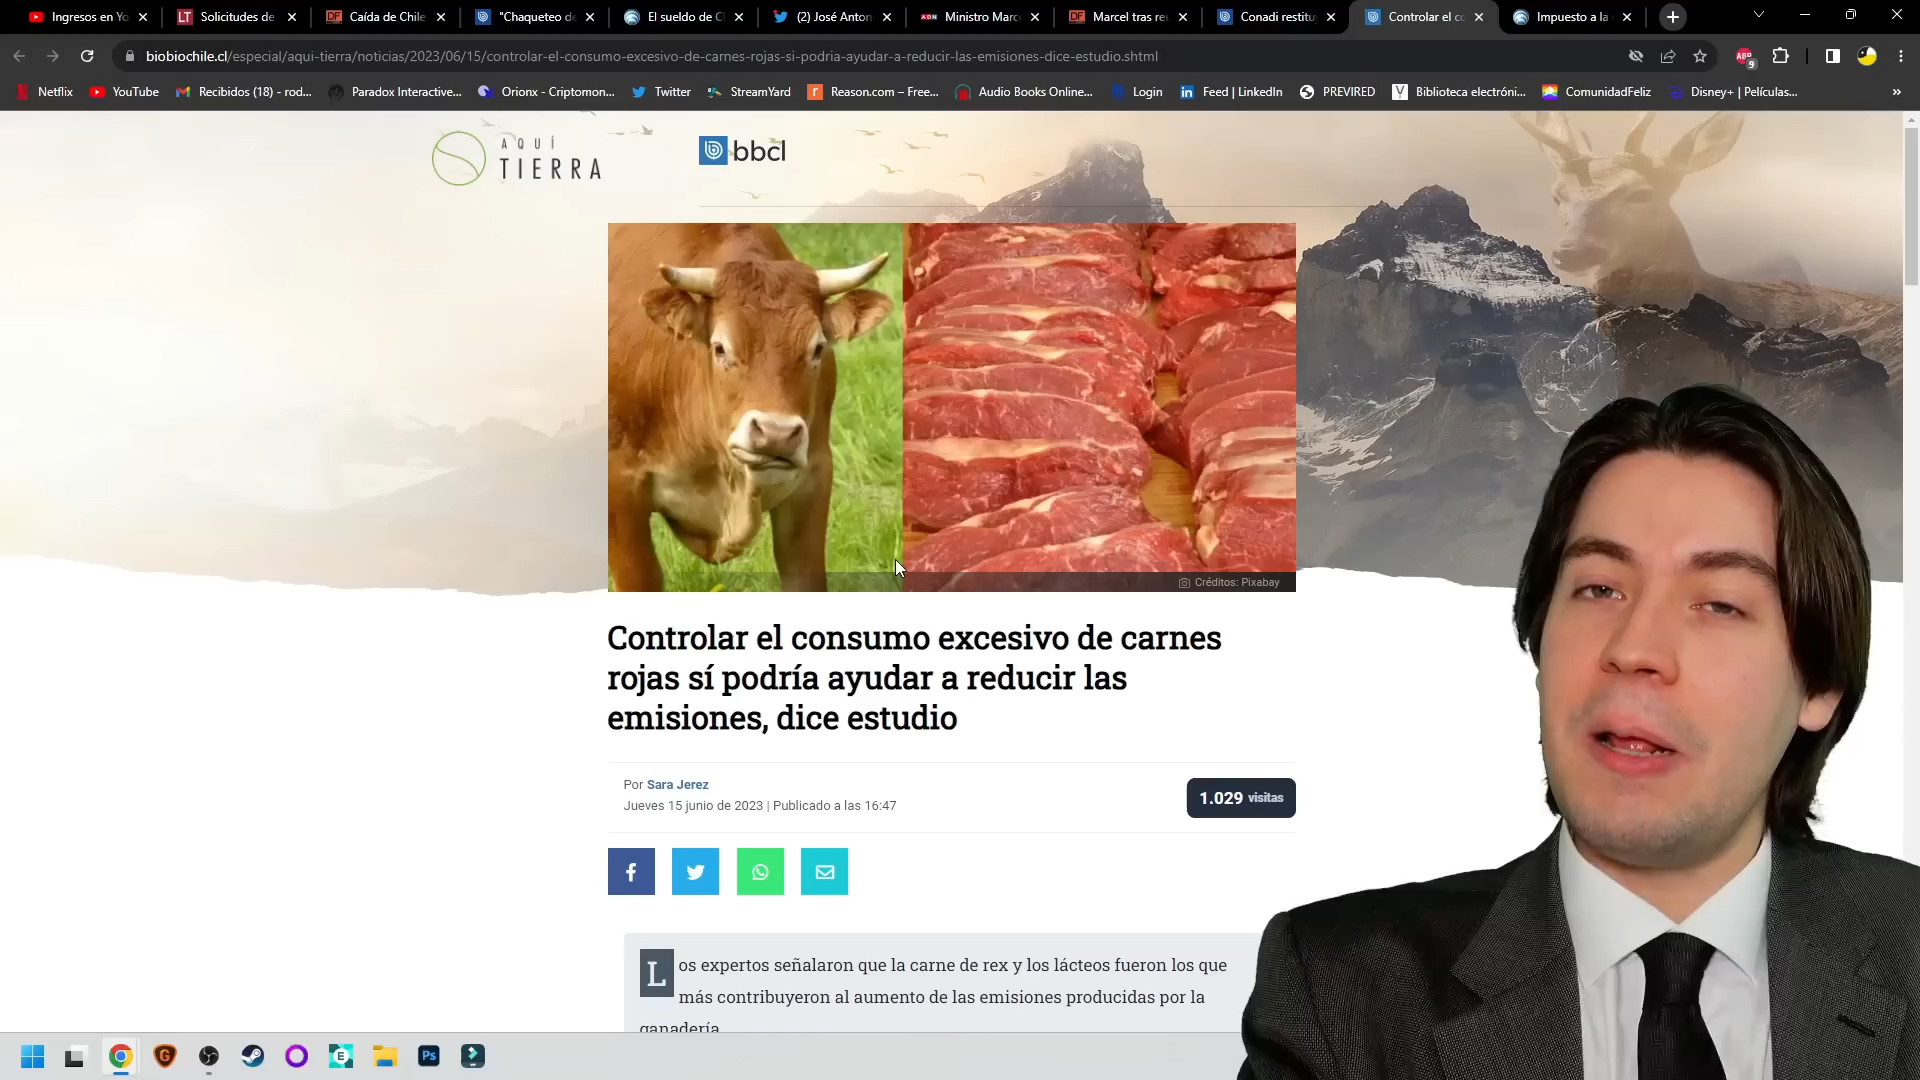 Ingresos en Yo
Solicitudes de
Caída de Chile
"Chaqueteo de
El sueldo de C
(2) José Anton
Ministro Marc
Marcel tras re
Conadi restitu
Controlar el co
Impuesto a la
biobiochile.cl/especial/aqui-tierra/noticias/2023/06/15/controlar-el-consumo-excesivo-de-carnes-rojas-si-podria-ayudar-a-reducir-las-emisiones-dice-estudio.shtml
Netflix
YouTube
Recibidos (18) - rod...
Paradox Interactive...
Orionx - Criptomon...
Twitter
StreamYard
Reason.com – Free...
Audio Books Online...
Login
Feed | LinkedIn
PREVIRED
Biblioteca electróni...
ComunidadFeliz
Disney+ | Películas...
AQUÍ
TIERRA
bbcl
Créditos: Pixabay
Controlar el consumo excesivo de carnes
rojas sí podría ayudar a reducir las
emisiones, dice estudio
Por Sara Jerez
Jueves 15 junio de 2023 | Publicado a las 16:47
1.029 visitas
Los expertos señalaron que la carne de rex y los lácteos fueron los que
más contribuyeron al aumento de las emisiones producidas por la
ganadería